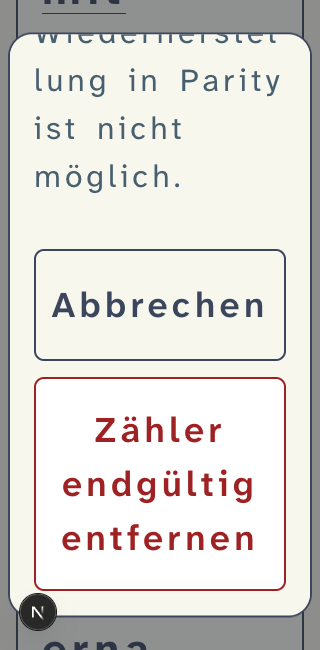 lung in Parity
ist nicht
möglich.
Abbrechen
Zähler
endgültig
entfernen
N